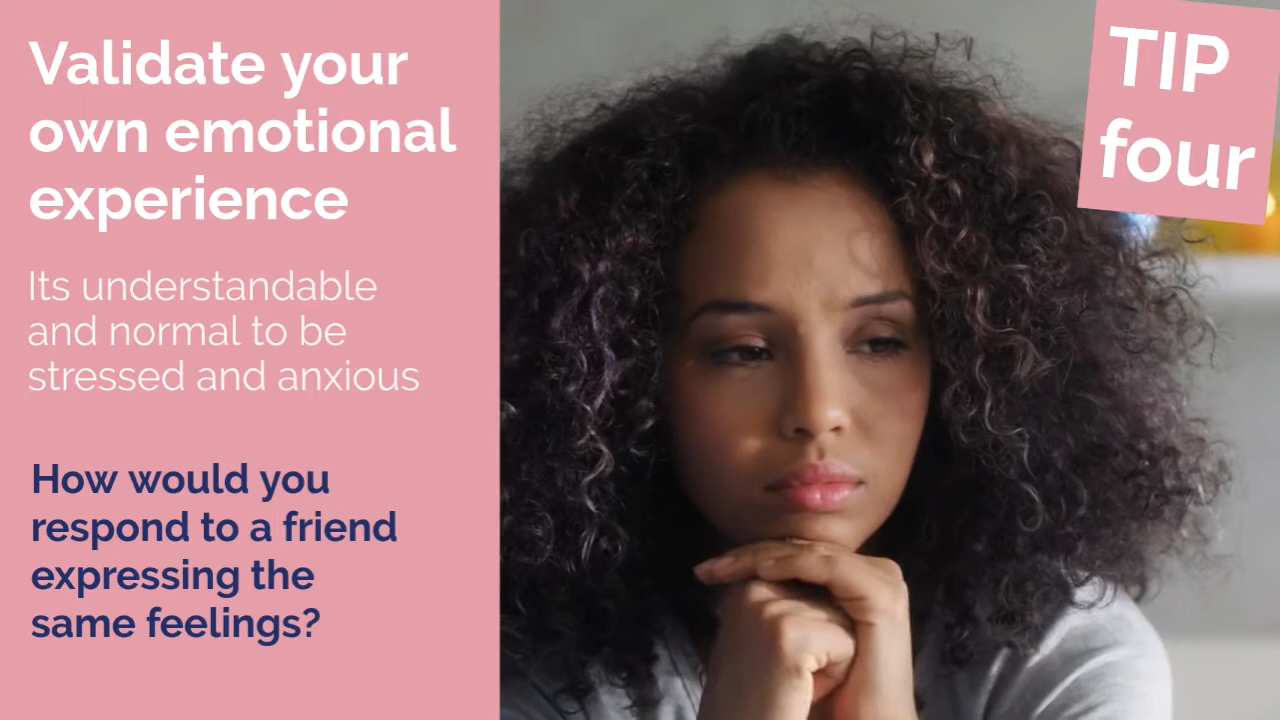 Validate your
own emotional
experience
Its understandable
and normal to be
stressed and anxious
How would you
respond to a friend
expressing the
same feelings?
TIP
four